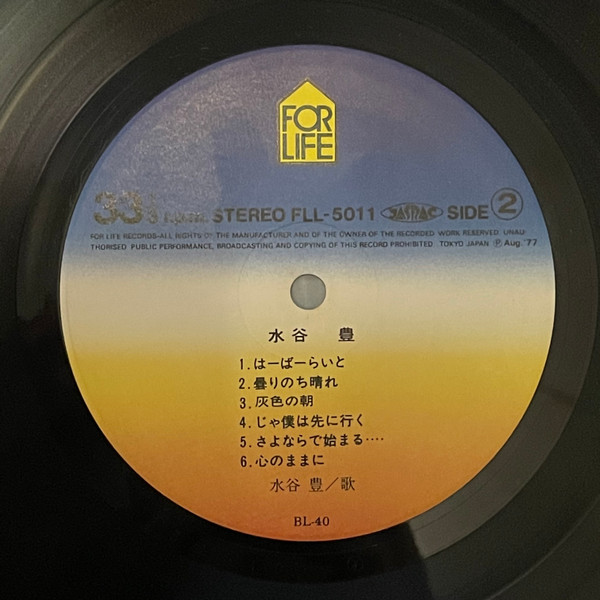 FOR
LIFE
33 1/3 r.p.m. STEREO FLL-5011 JASRAC SIDE 2
FOR LIFE RECORDS-ALL RIGHTS OF THE MANUFACTURER AND OF THE OWNER OF THE RECORDED WORK RESERVED. UNAU
THORISED PUBLIC PERFORMANCE, BROADCASTING AND COPYING OF THIS RECORD PROHIBITED. TOKYO JAPAN ℗ Aug. '77
水谷 豊
1.はーばーらいと
2.曇りのち晴れ
3.灰色の朝
4.じゃ僕は先に行く
5.さよならで始まる‥‥
6.心のままに
水谷 豊／歌
BL-40